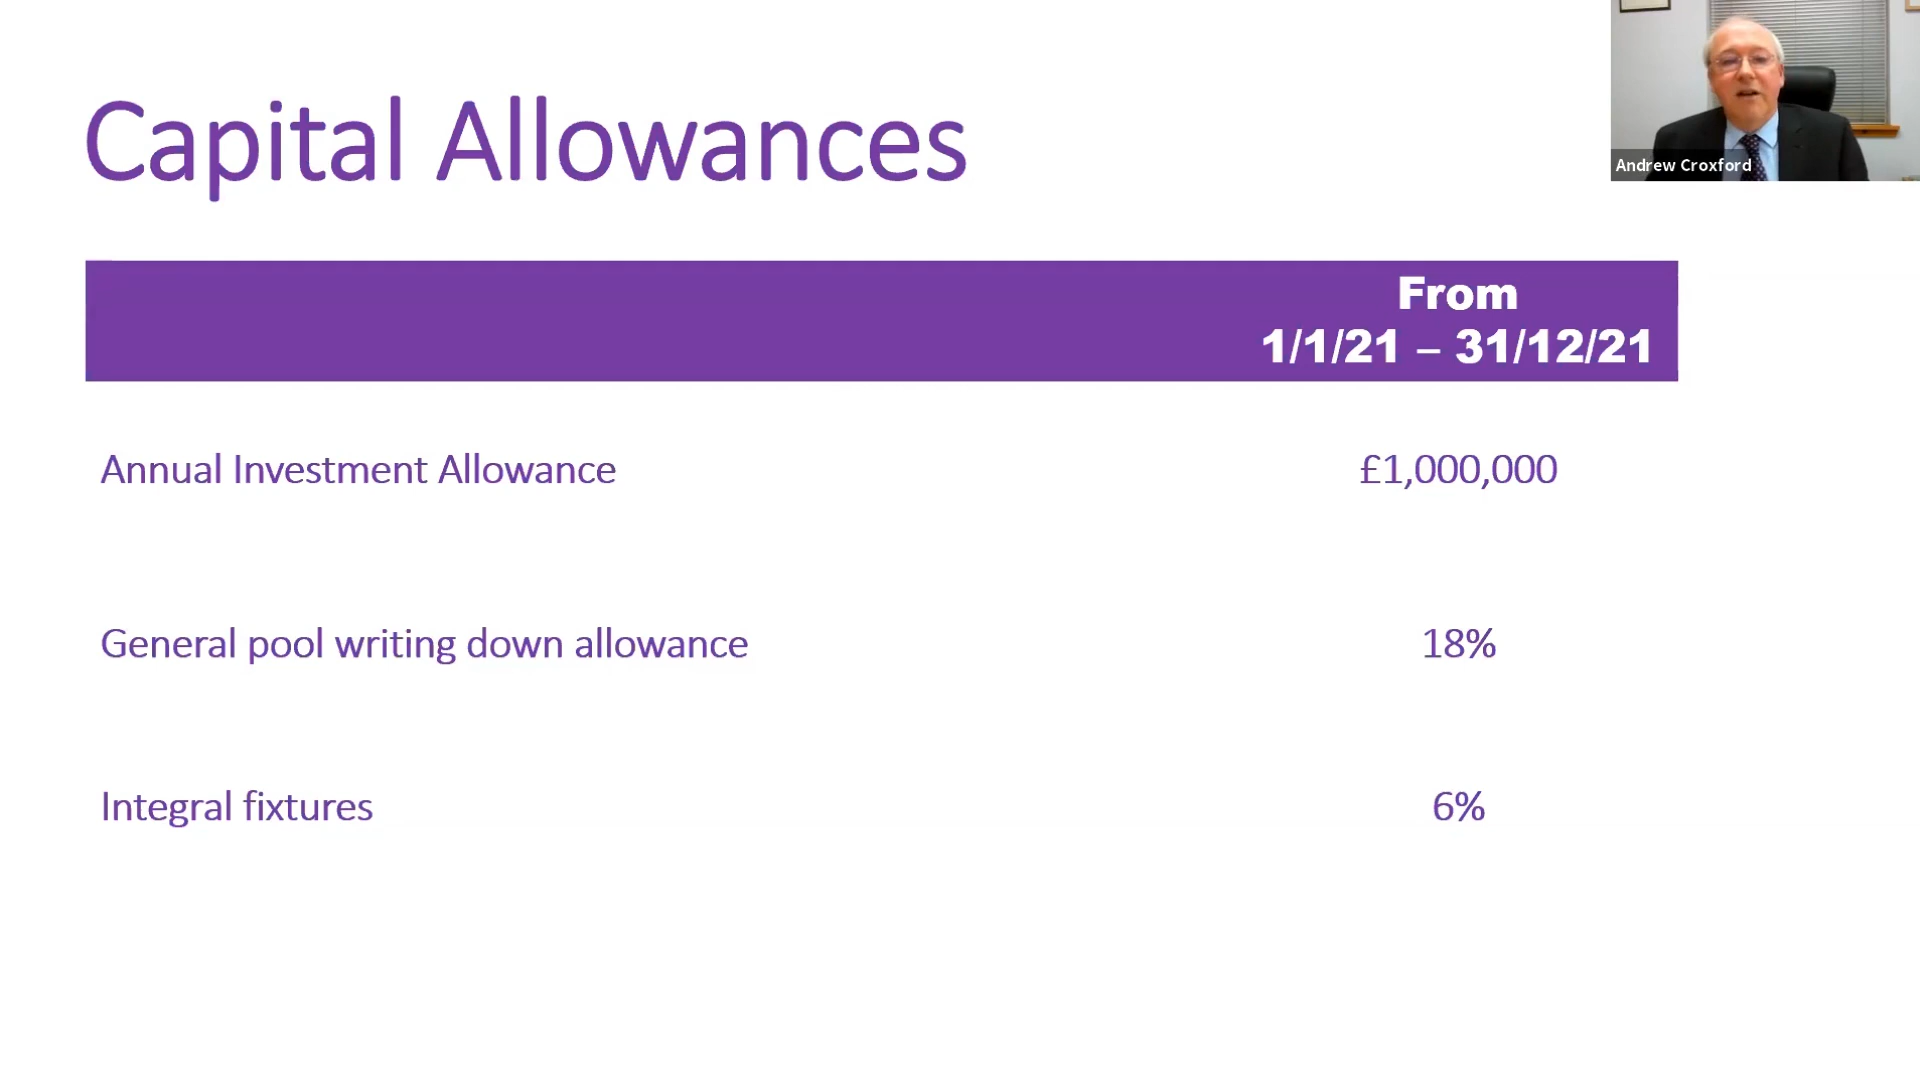 Capital Allowances
Andrew Croxford
From
1/1/21 – 31/12/21
Annual Investment Allowance £1,000,000
General pool writing down allowance 18%
Integral fixtures 6%